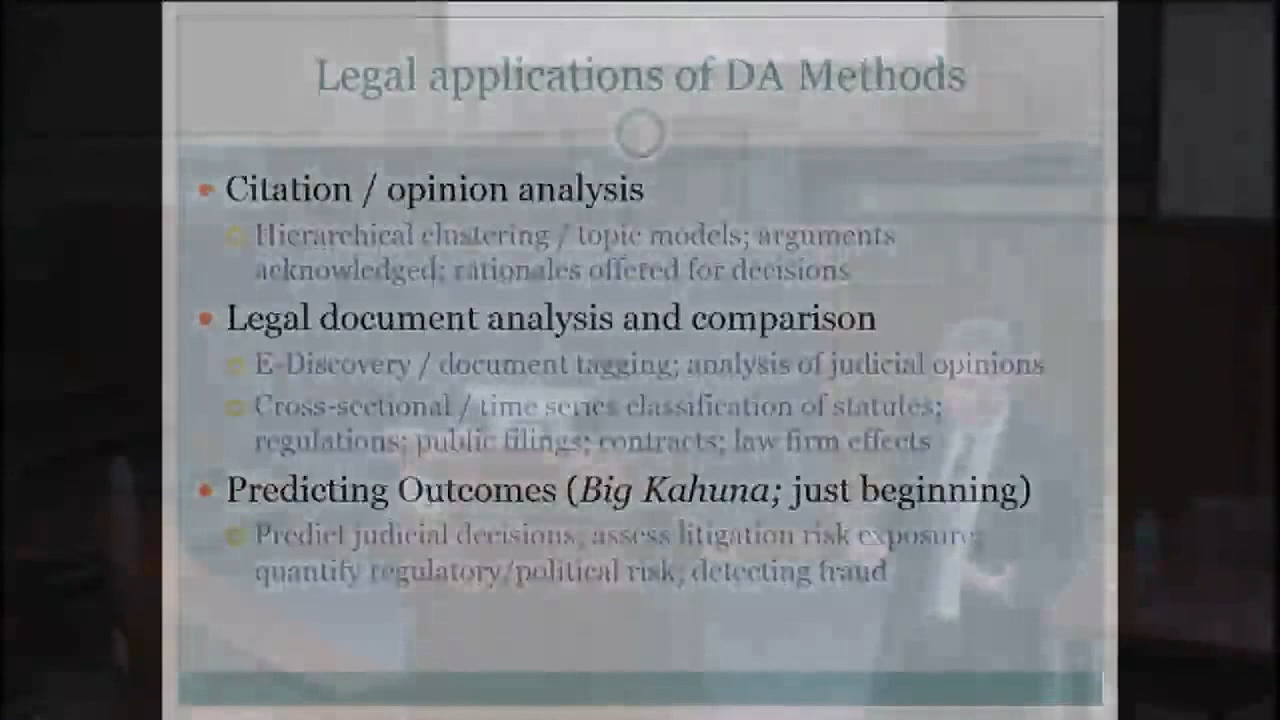 Legal applications of DA Methods
Citation / opinion analysis
Hierarchical clustering / topic models; arguments
acknowledged; rationales offered for decisions
Legal document analysis and comparison
E-Discovery / document tagging; analysis of judicial opinions
Cross-sectional / time series classification of statutes;
regulations; public filings; contracts; law firm effects
Predicting Outcomes (Big Kahuna; just beginning)
Predict judicial decisions; assess litigation risk exposure;
quantify regulatory/political risk; detecting fraud